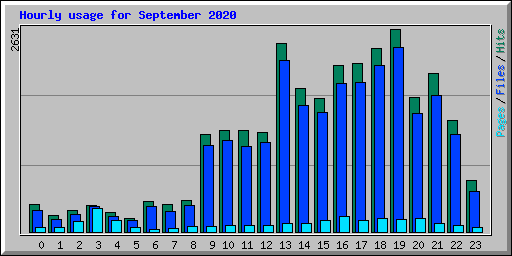 Hourly usage for September 2020
2631
Pages/Files/Hits
0 1 2 3 4 5 6 7 8 9 10 11 12 13 14 15 16 17 18 19 20 21 22 23